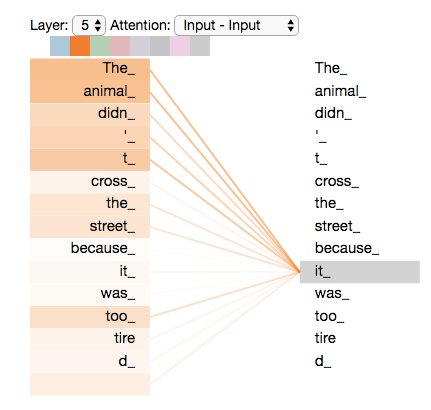 Layer: 5 Attention: Input - Input
The_ The_
animal_ animal_
didn_ didn_
'_ '_
t_ t_
cross_ cross_
the_ the_
street_ street_
because_ because_
it_ it_
was_ was_
too_ too_
tire tire
d_ d_